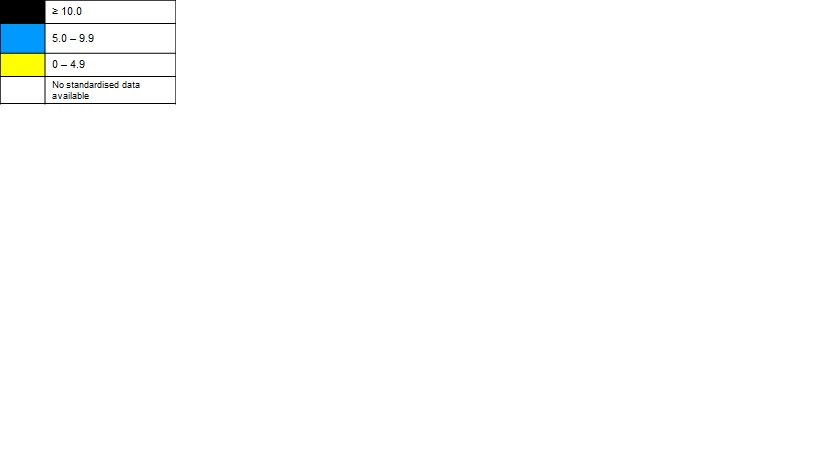 ≥ 10.0
5.0 – 9.9
0 – 4.9
No standardised data
available